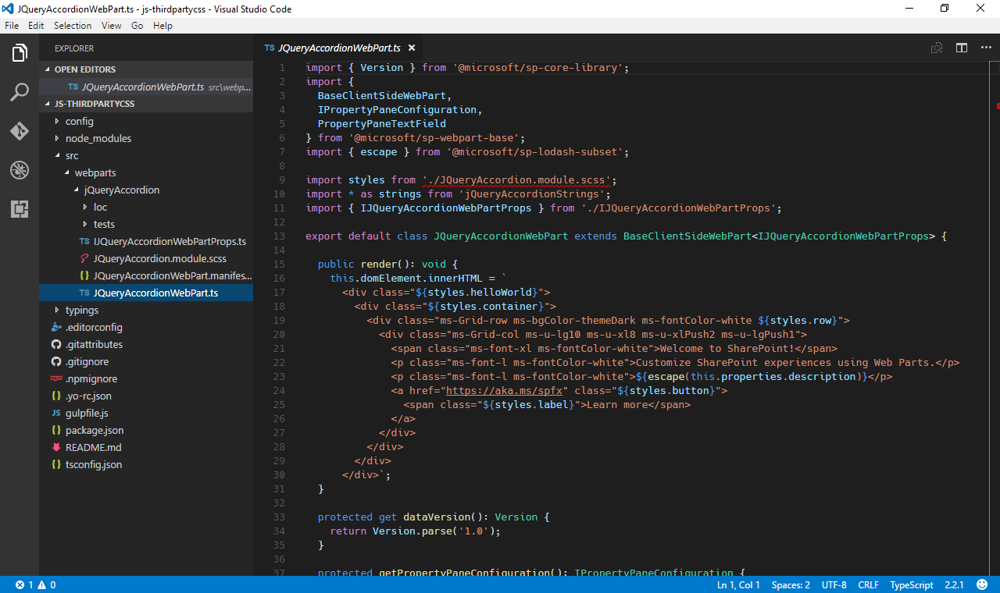 JQueryAccordionWebPart.ts - js-thirdpartycss - Visual Studio Code
File Edit Selection View Go Help
EXPLORER
OPEN EDITORS
TS JQueryAccordionWebPart.ts src\webp...
JS-THIRDPARTYCSS
config
node_modules
src
webparts
jQueryAccordion
loc
tests
TS IJQueryAccordionWebPartProps.ts
JQueryAccordion.module.scss
{} JQueryAccordionWebPart.manifes...
TS JQueryAccordionWebPart.ts
typings
.editorconfig
.gitattributes
.gitignore
npm .npmignore
{} .yo-rc.json
JS gulpfile.js
{} package.json
README.md
{} tsconfig.json
TS JQueryAccordionWebPart.ts
1 import { Version } from '@microsoft/sp-core-library';
2 import {
3 BaseClientSideWebPart,
4 IPropertyPaneConfiguration,
5 PropertyPaneTextField
6 } from '@microsoft/sp-webpart-base';
7 import { escape } from '@microsoft/sp-lodash-subset';
8
9 import styles from './JQueryAccordion.module.scss';
10 import * as strings from 'jQueryAccordionStrings';
11 import { IJQueryAccordionWebPartProps } from './IJQueryAccordionWebPartProps';
12
13 export default class JQueryAccordionWebPart extends BaseClientSideWebPart<IJQueryAccordionWebPartProps> {
14
15 public render(): void {
16 this.domElement.innerHTML = `
17 <div class="${styles.helloWorld}">
18 <div class="${styles.container}">
19 <div class="ms-Grid-row ms-bgColor-themeDark ms-fontColor-white ${styles.row}">
20 <div class="ms-Grid-col ms-u-lg10 ms-u-xl8 ms-u-xlPush2 ms-u-lgPush1">
21 <span class="ms-font-xl ms-fontColor-white">Welcome to SharePoint!</span>
22 <p class="ms-font-l ms-fontColor-white">Customize SharePoint experiences using Web Parts.</p>
23 <p class="ms-font-l ms-fontColor-white">${escape(this.properties.description)}</p>
24 <a href="https://aka.ms/spfx" class="${styles.button}">
25 <span class="${styles.label}">Learn more</span>
26 </a>
27 </div>
28 </div>
29 </div>
30 </div>`;
31 }
32
33 protected get dataVersion(): Version {
34 return Version.parse('1.0');
35 }
36
37 protected getPropertyPaneConfiguration(): IPropertyPaneConfiguration {
1 0 Ln 1, Col 1 Spaces: 2 UTF-8 CRLF TypeScript 2.2.1